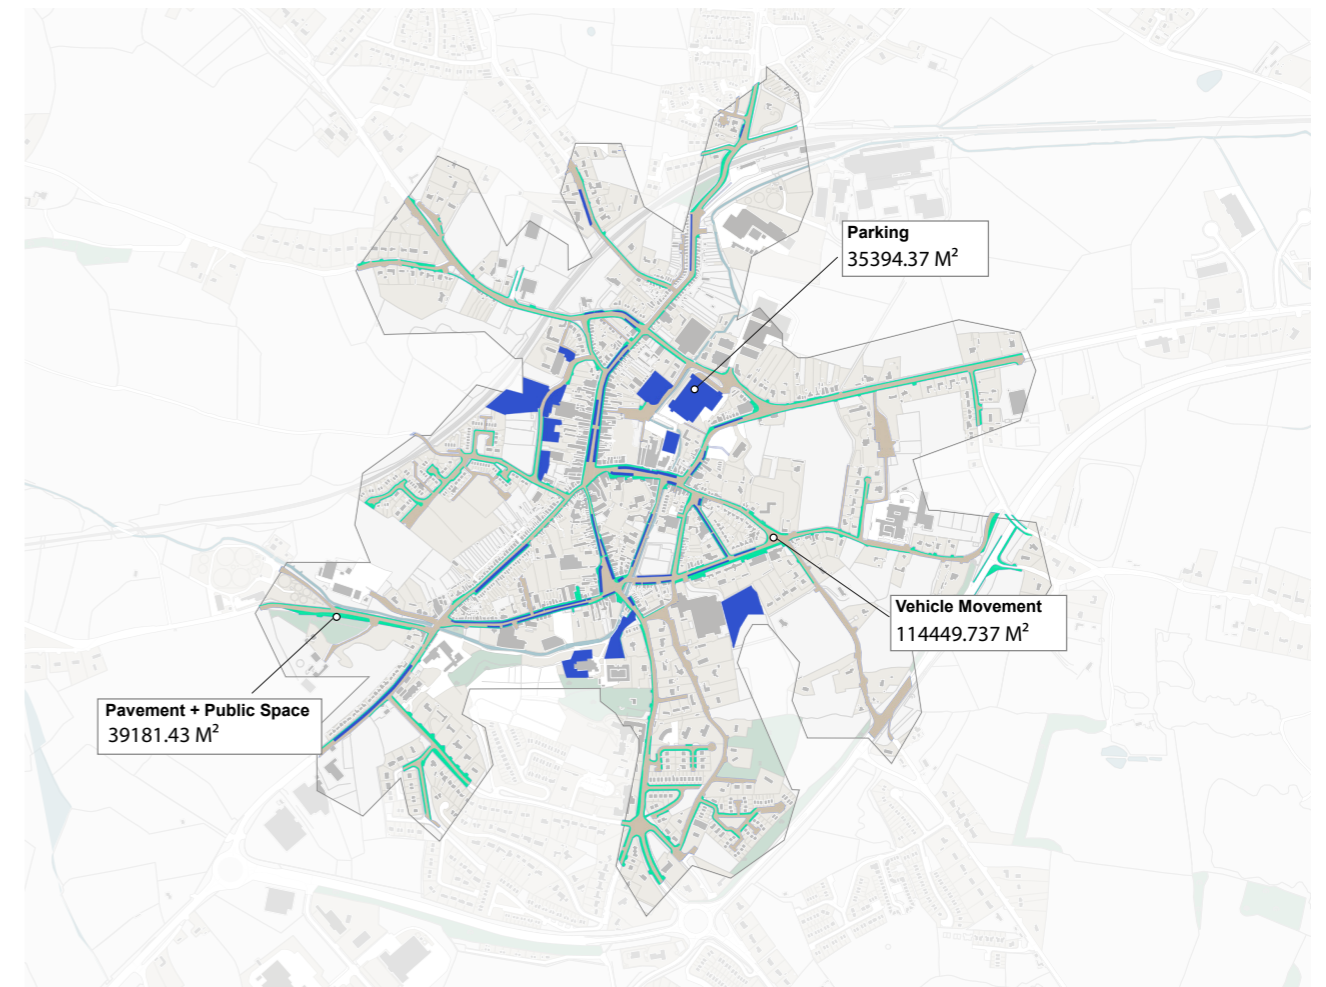 Parking
35394.37 M²
Vehicle Movement
114449.737 M²
Pavement + Public Space
39181.43 M²